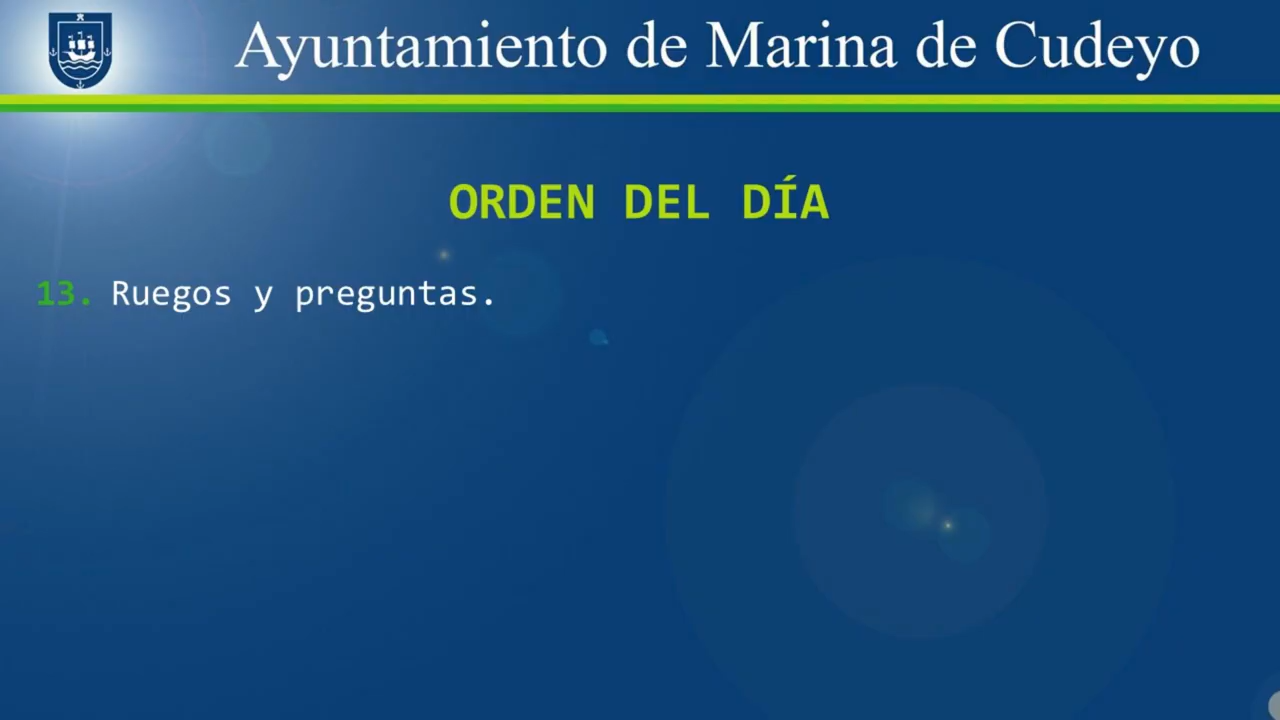 Ayuntamiento de Marina de Cudeyo
ORDEN DEL DÍA
13. Ruegos y preguntas.